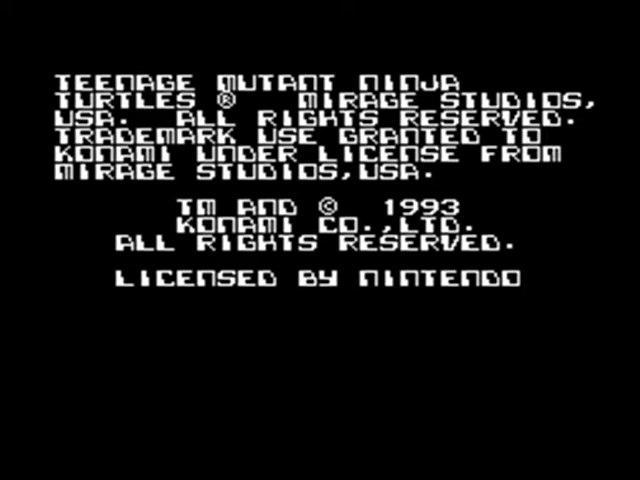 TEENAGE MUTANT NINJA
TURTLES ® MIRAGE STUDIOS,
USA. ALL RIGHTS RESERVED.
TRADEMARK USE GRANTED TO
KONAMI UNDER LICENSE FROM
MIRAGE STUDIOS,USA.
TM AND © 1993
KONAMI CO.,LTD.
ALL RIGHTS RESERVED.
LICENSED BY NINTENDO